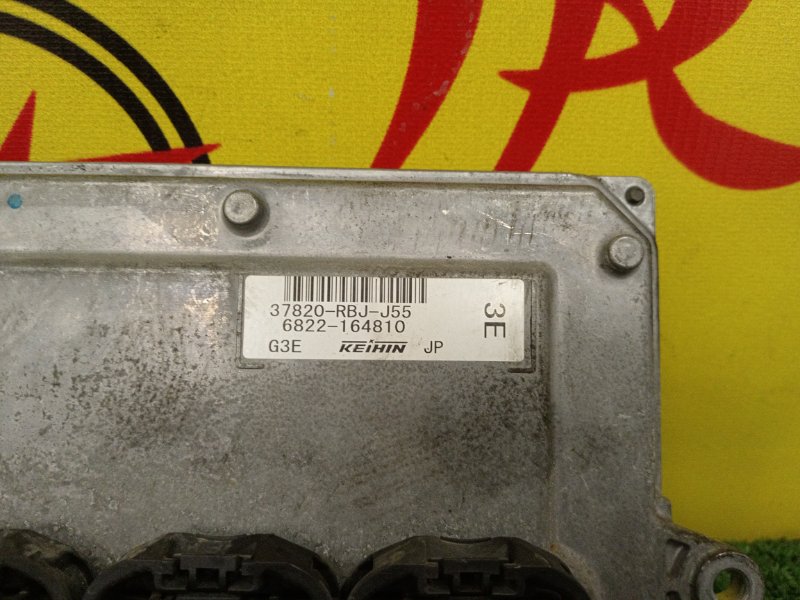 37820-RBJ-J55
6822-164810
G3E KEIHIN JP
3E